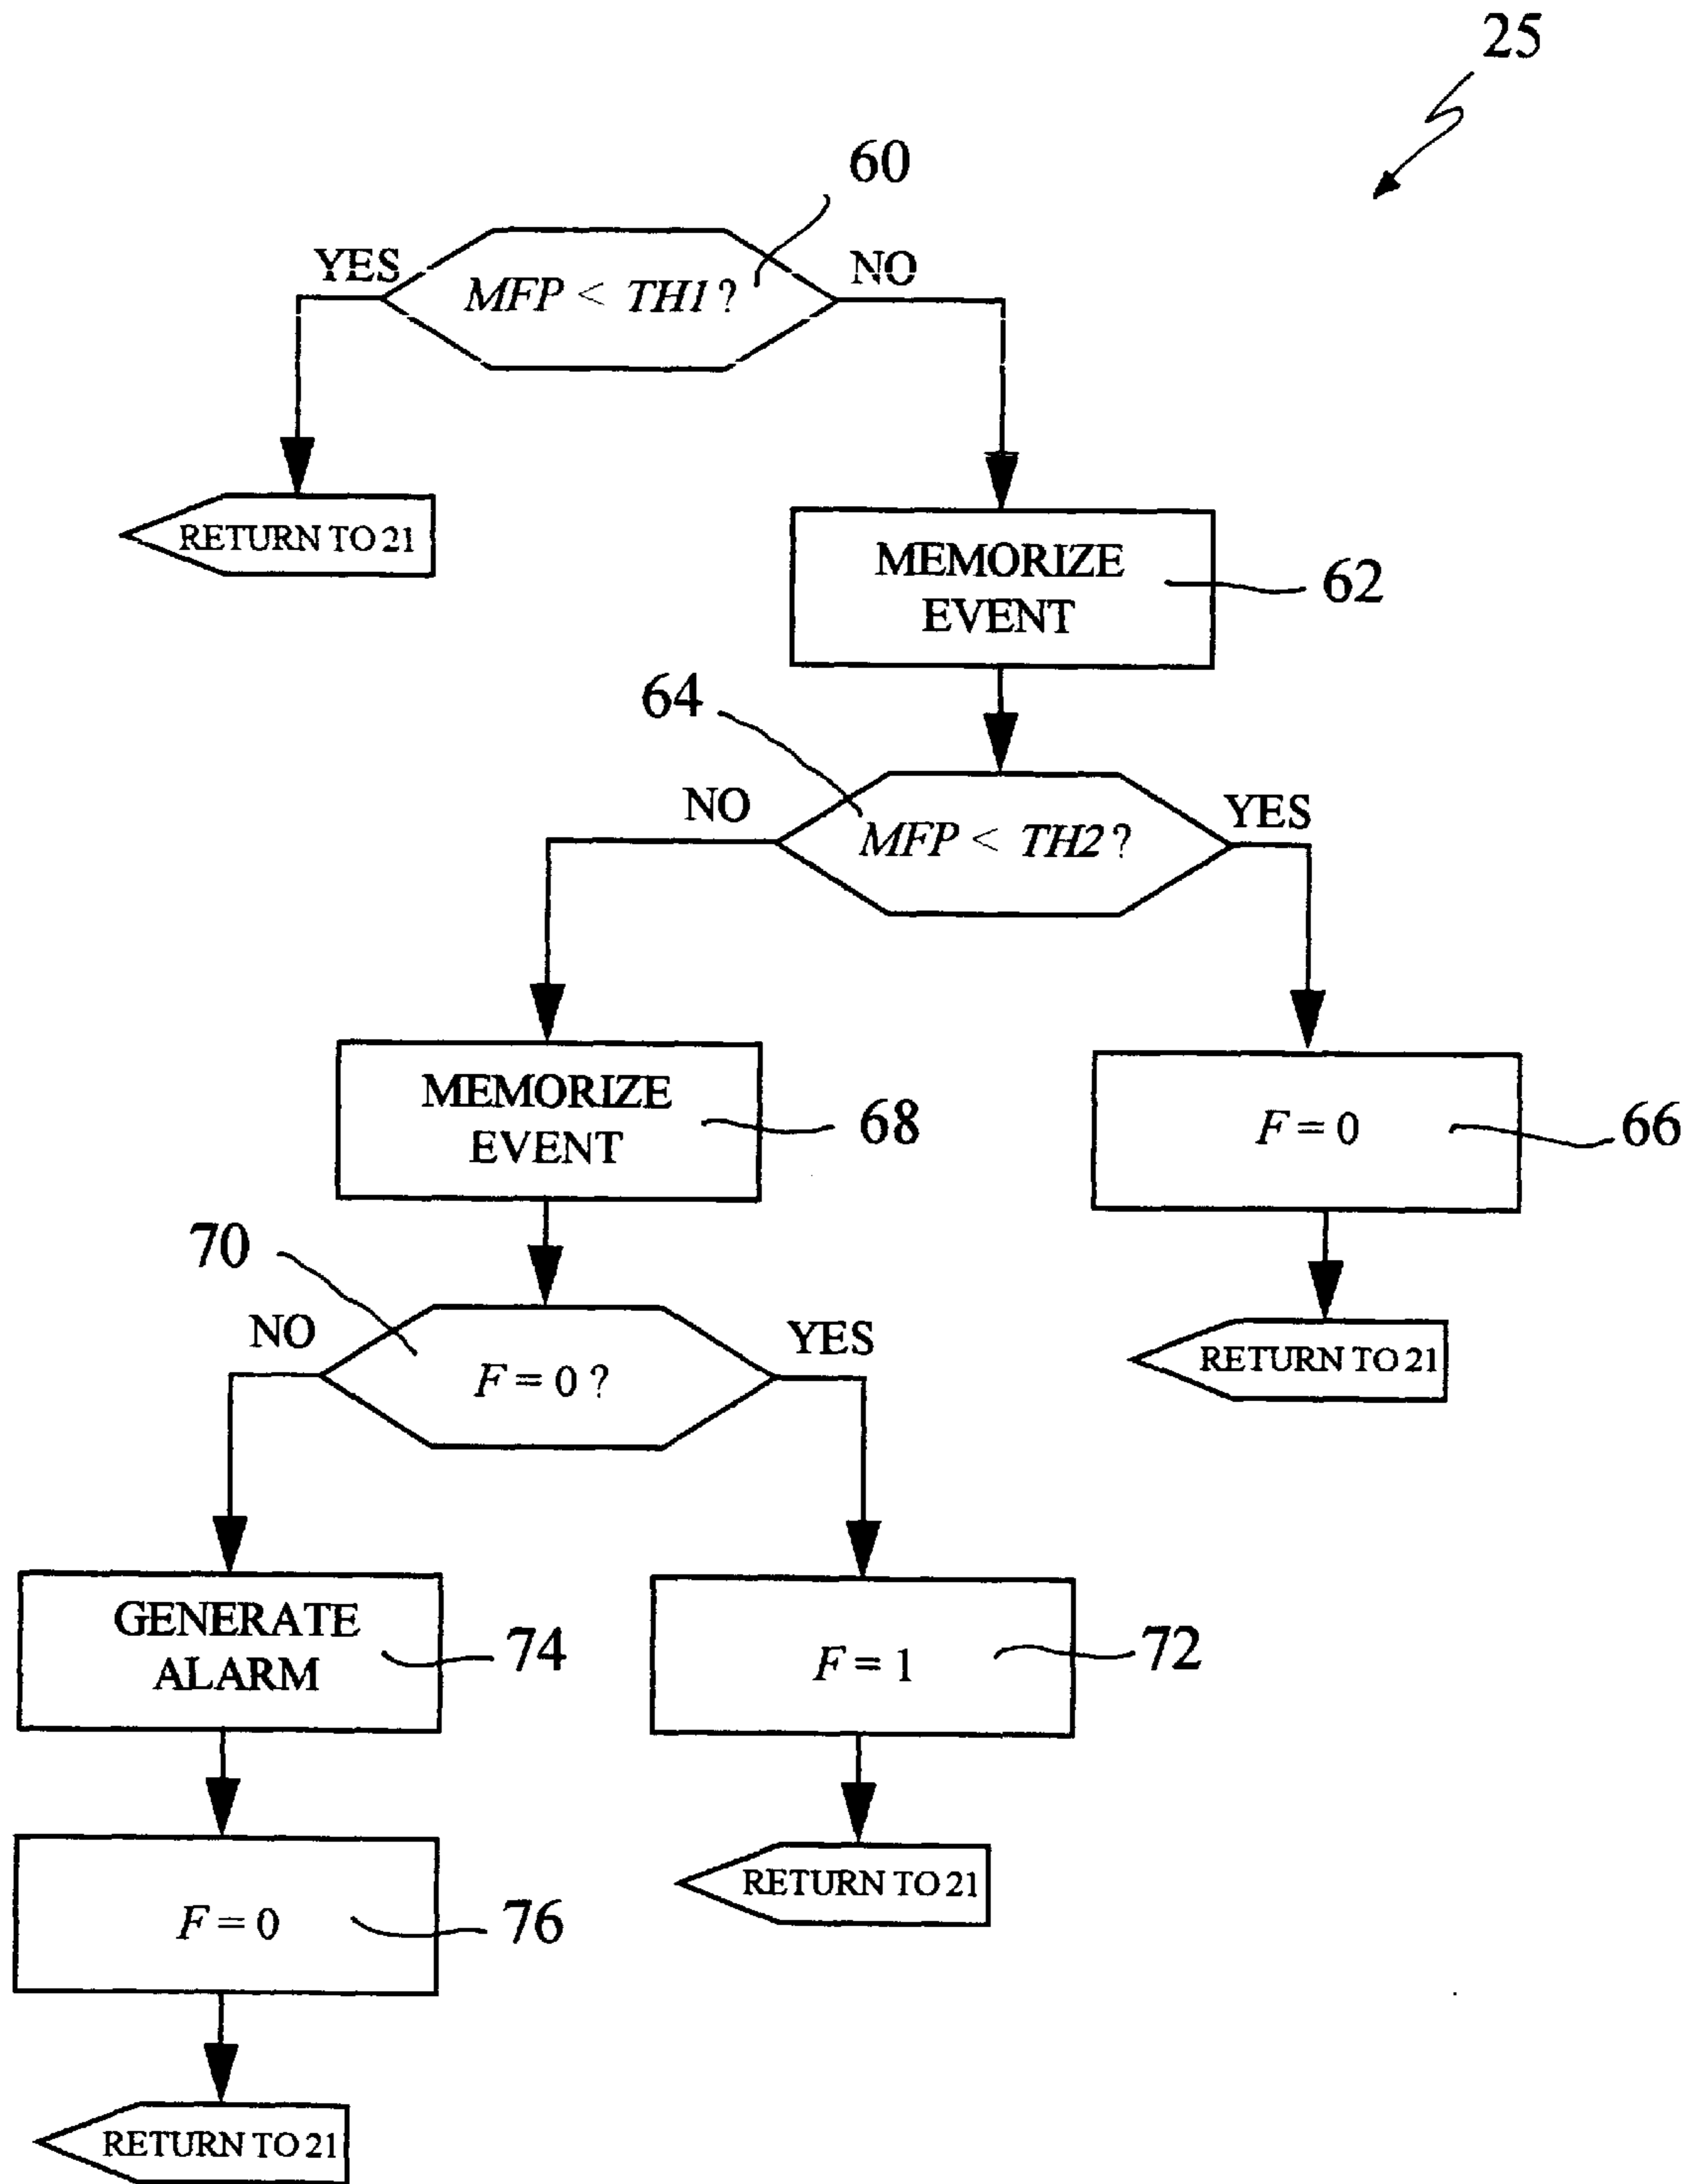 25
60
YES
NO
MFP < TH1 ?
RETURN TO 21
MEMORIZE
EVENT
62
64
NO
YES
MFP < TH2 ?
MEMORIZE
EVENT
68
F = 0
66
70
NO
YES
F = 0 ?
RETURN TO 21
GENERATE
ALARM
74
F = 1
72
RETURN TO 21
F = 0
76
RETURN TO 21